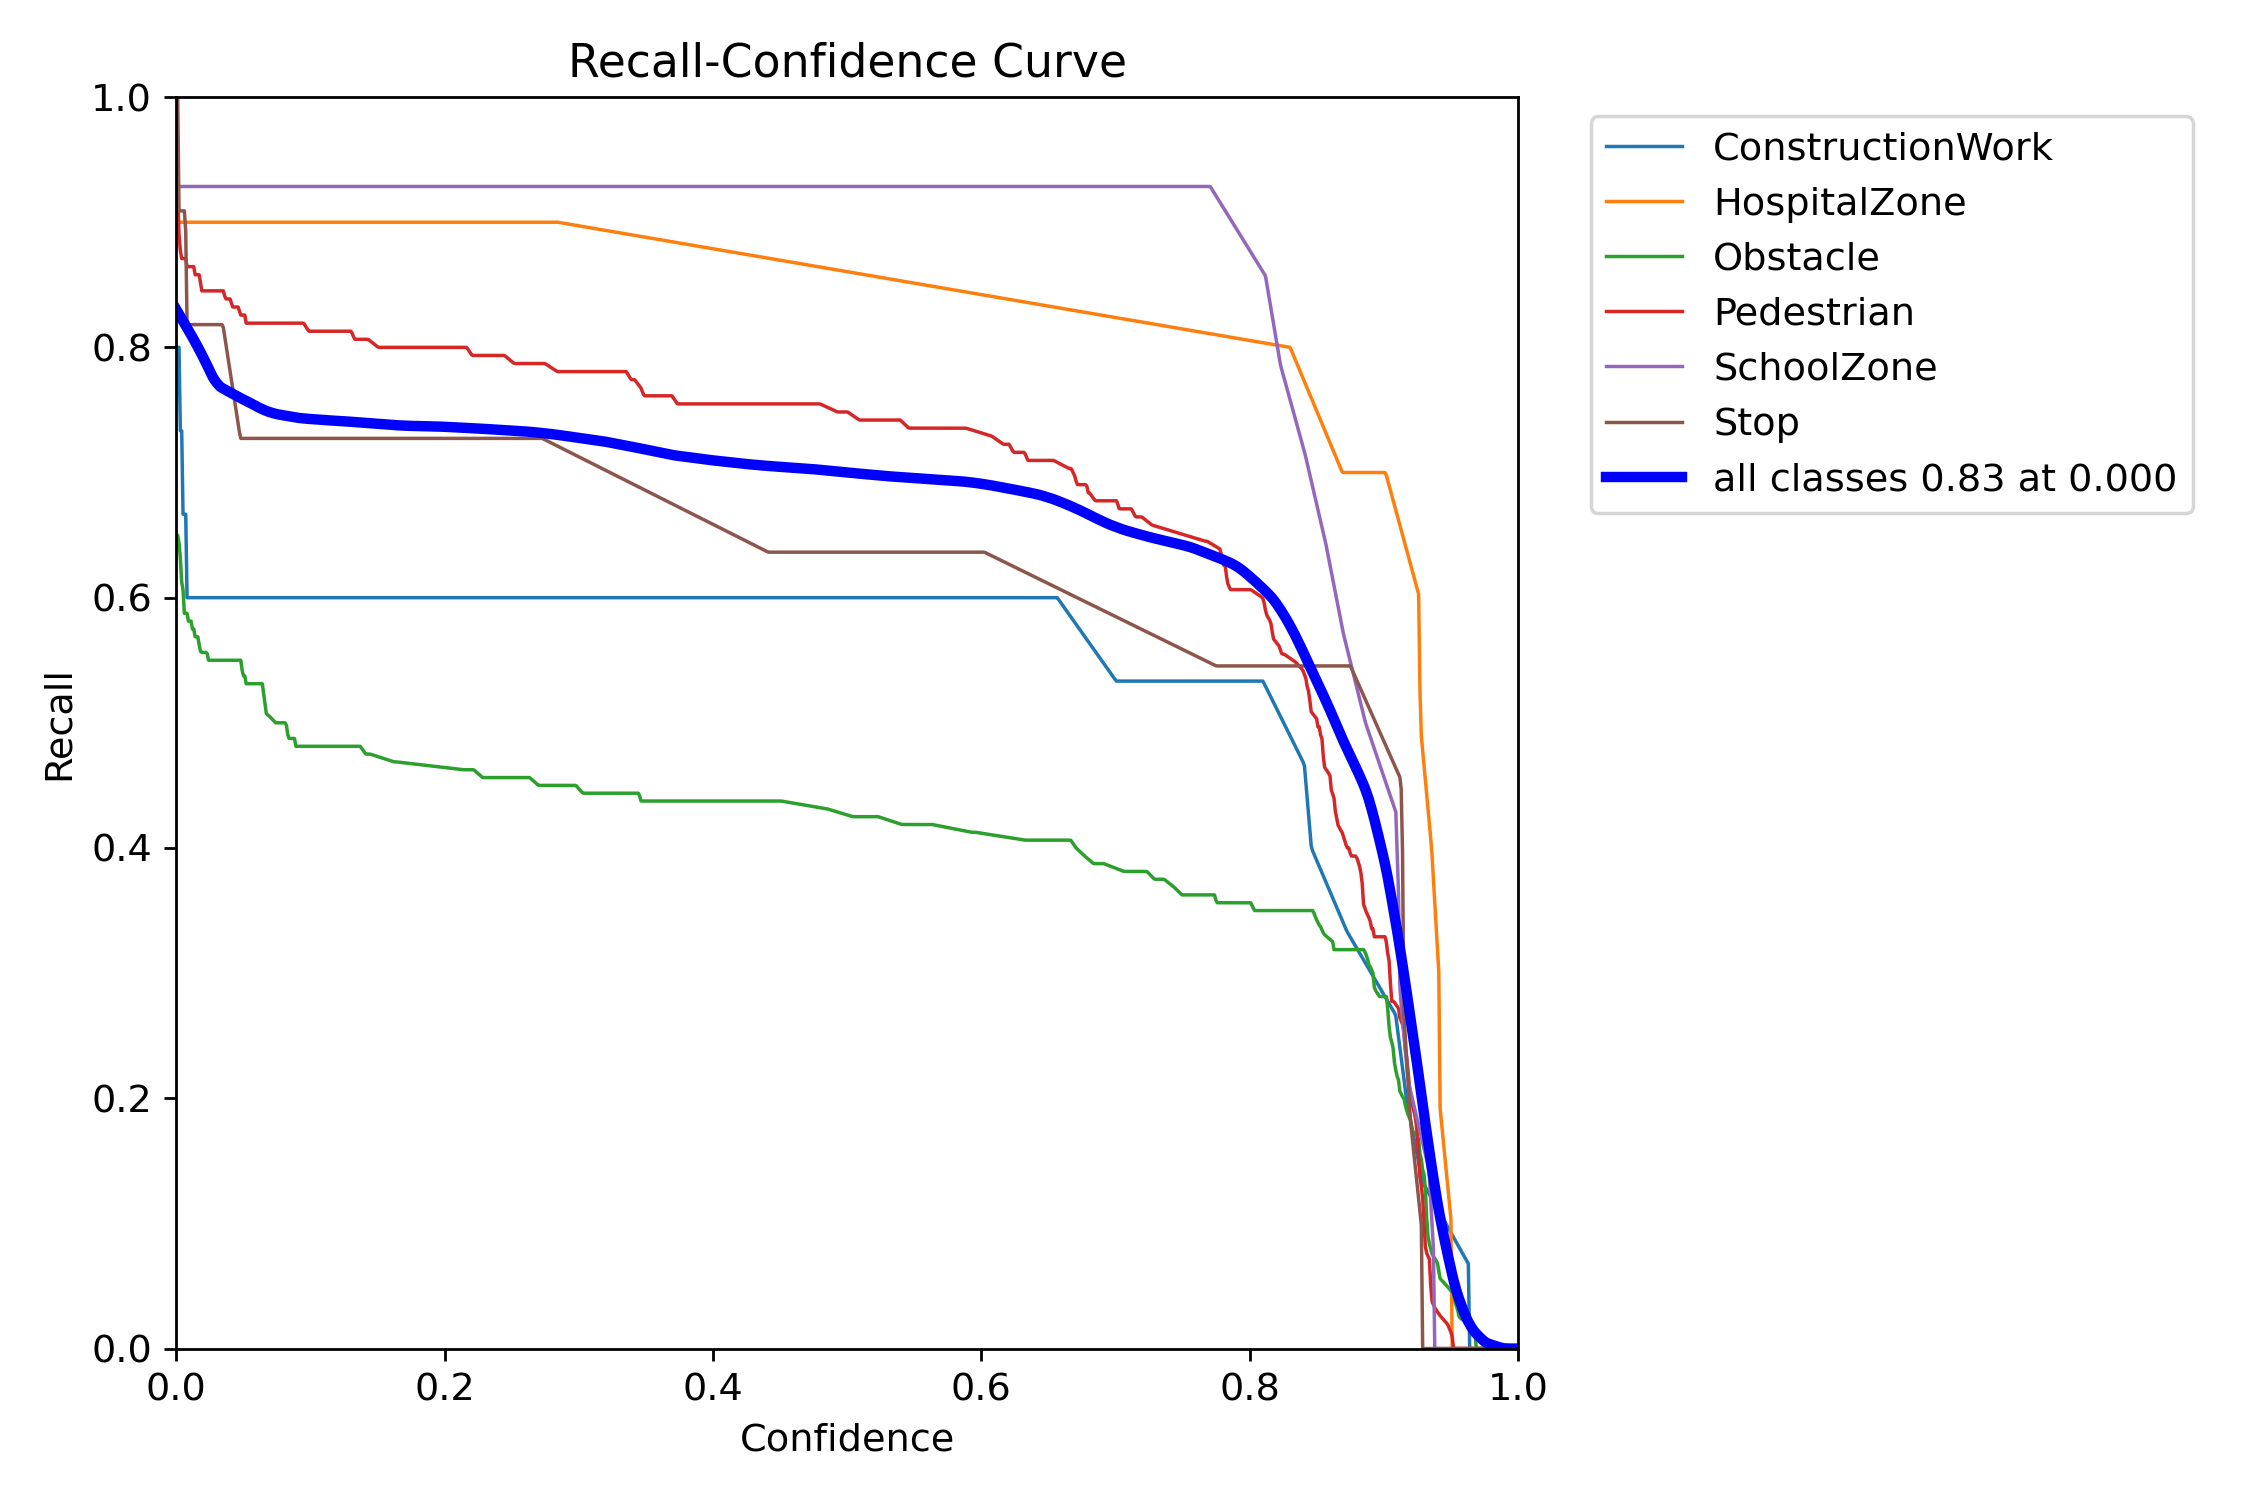 Recall-Confidence Curve
1.0
0.8
0.6
0.4
0.2
0.0
Recall
0.0 0.2 0.4 0.6 0.8 1.0
Confidence
ConstructionWork
HospitalZone
Obstacle
Pedestrian
SchoolZone
Stop
all classes 0.83 at 0.000